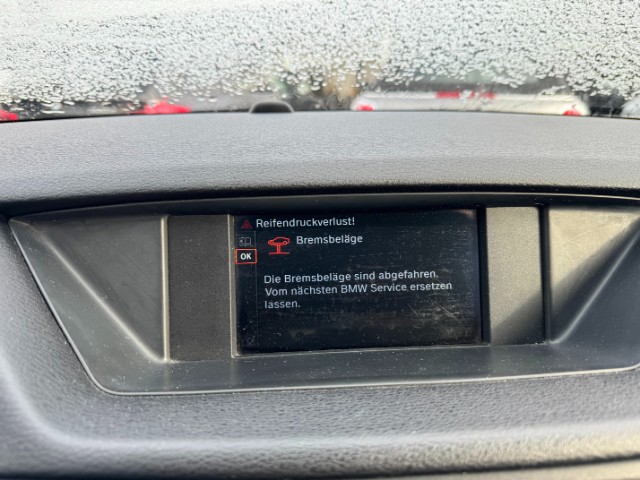 Reifendruckverlust!
Bremsbeläge
OK
Die Bremsbeläge sind abgefahren.
Vom nächsten BMW Service ersetzen
lassen.